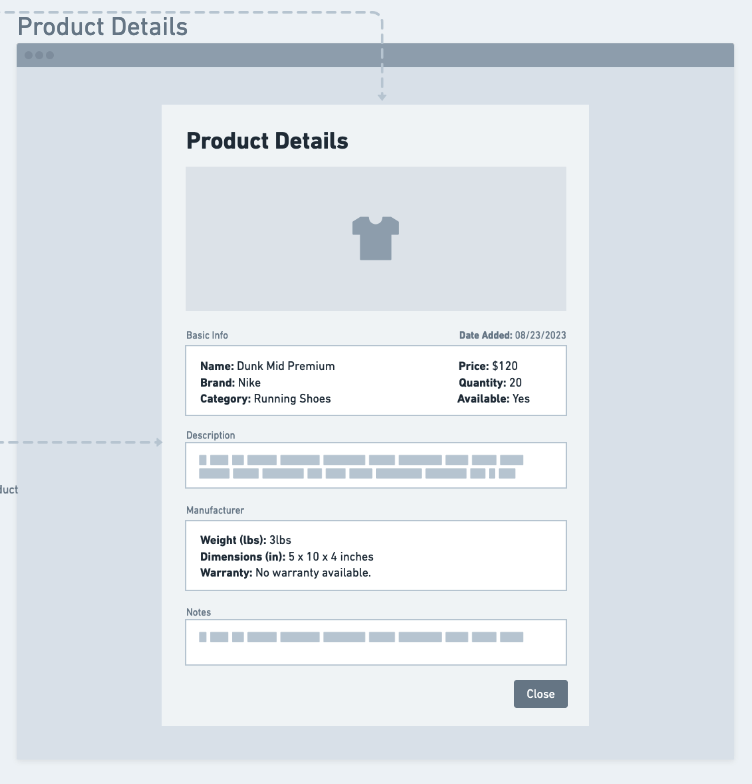 Product Details
Product Details
Basic Info
Date Added: 08/23/2023
Name: Dunk Mid Premium
Price: $120
Brand: Nike
Quantity: 20
Category: Running Shoes
Available: Yes
Description
Manufacturer
Weight (lbs): 3lbs
Dimensions (in): 5 x 10 x 4 inches
Warranty: No warranty available.
Notes
Close